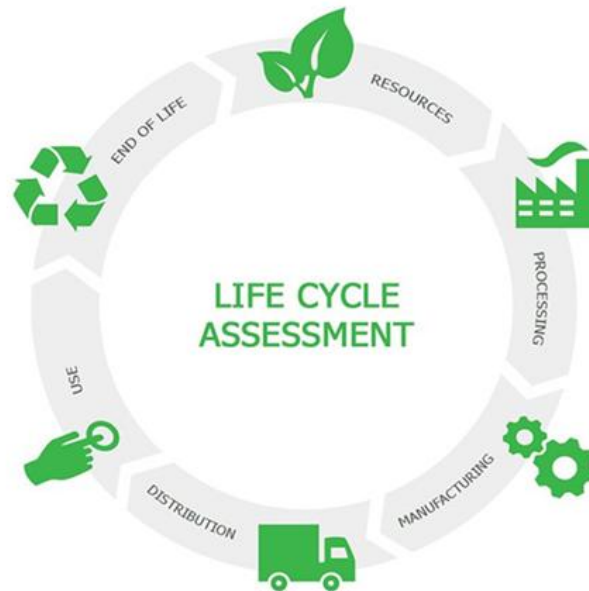 LIFE CYCLE
ASSESSMENT
RESOURCES
PROCESSING
MANUFACTURING
DISTRIBUTION
USE
END OF LIFE